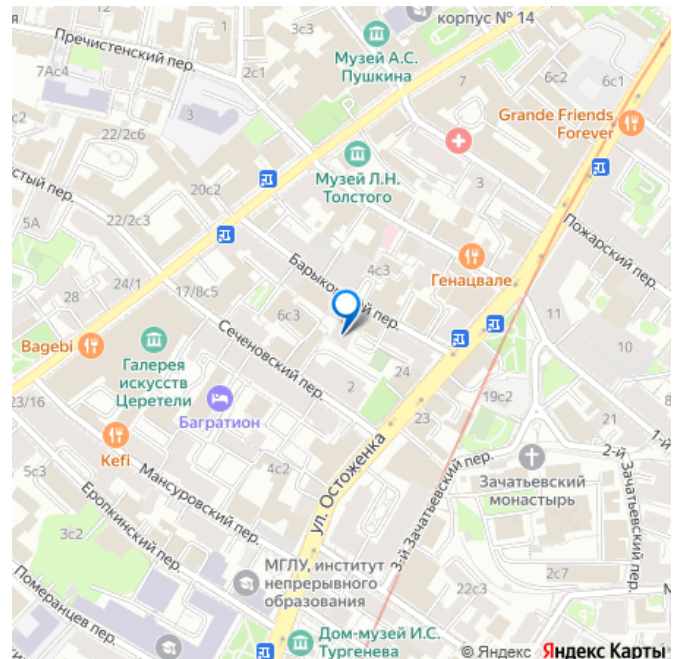 корпус № 14
Пречистенский пер.
3с3
Музей А.С.
Пушкина
7Ас4
2с1
7
6с2
6с1
Grande Friends
Forever
3
22/2с6
Музей Л.Н.
Толстого
3
20с2
стый пер.
5А
22/2с3
Пожарский пер.
Генацвале
4с3
Барыковский пер.
24/1
17/8с5
28
6с3
11
10
Bagebi
Галерея
искусств
Церетели
Сеченовский пер.
2
24
Багратион
23
19с2
21
8
23/16
Kefi
1-й
2-й Зачатьевский пер.
Зачатьевский
монастырь
ул. Остоженка
3-й Зачатьевский пер.
4с2
5с3
Мансуровский пер.
Еропкинский пер.
3с2
МГЛУ, институт
непрерывного
образования
2с7
22с3
М
Померанцев пер.
Дом-музей И.С.
Тургенева
© Яндекс Яндекс Карты